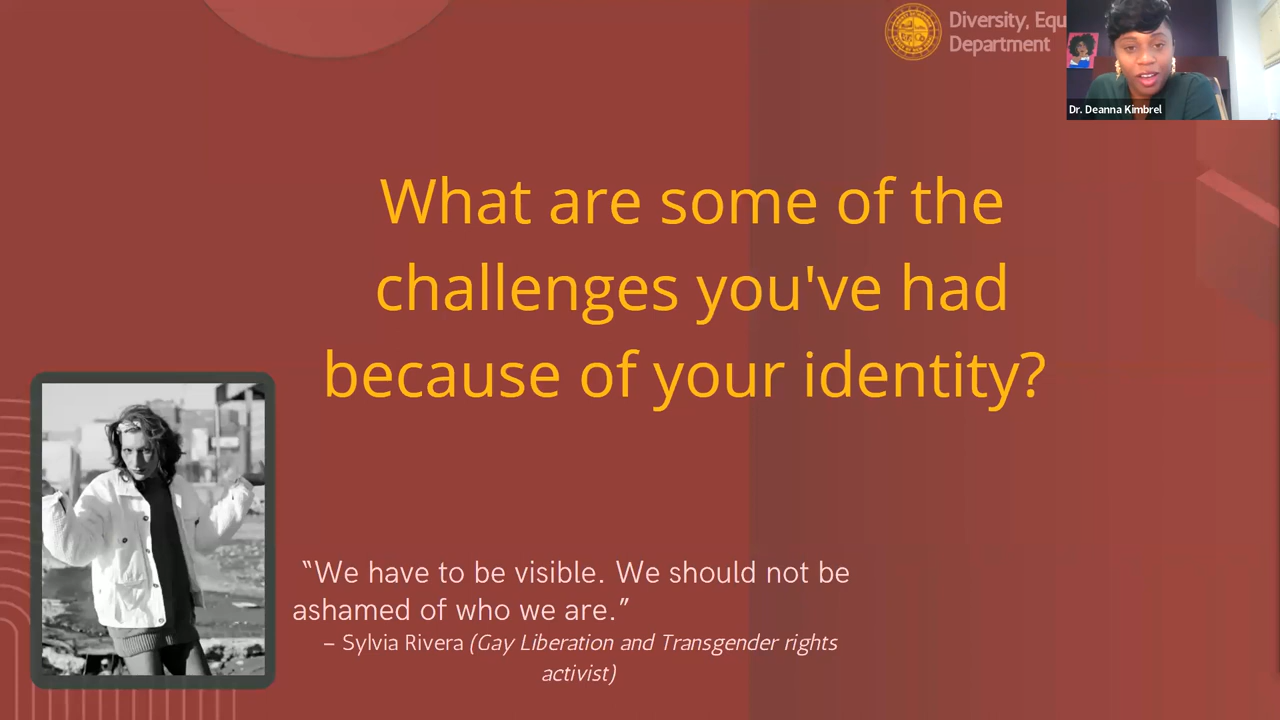 Diversity, Equ
Department
Dr. Deanna Kimbrel
What are some of the
challenges you've had
because of your identity?
“We have to be visible. We should not be
ashamed of who we are.”
– Sylvia Rivera (Gay Liberation and Transgender rights
activist)